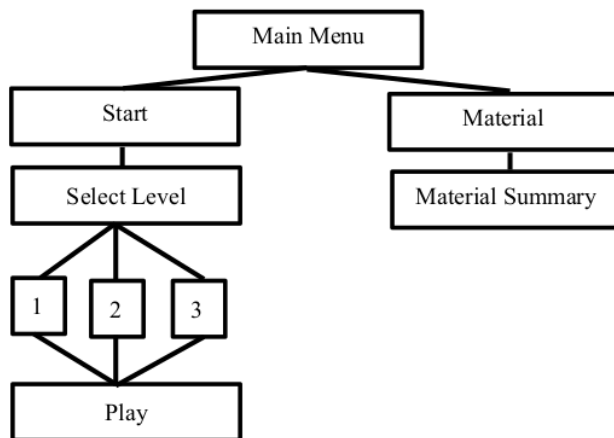 Main Menu
Start
Material
Select Level
Material Summary
1
2
3
Play